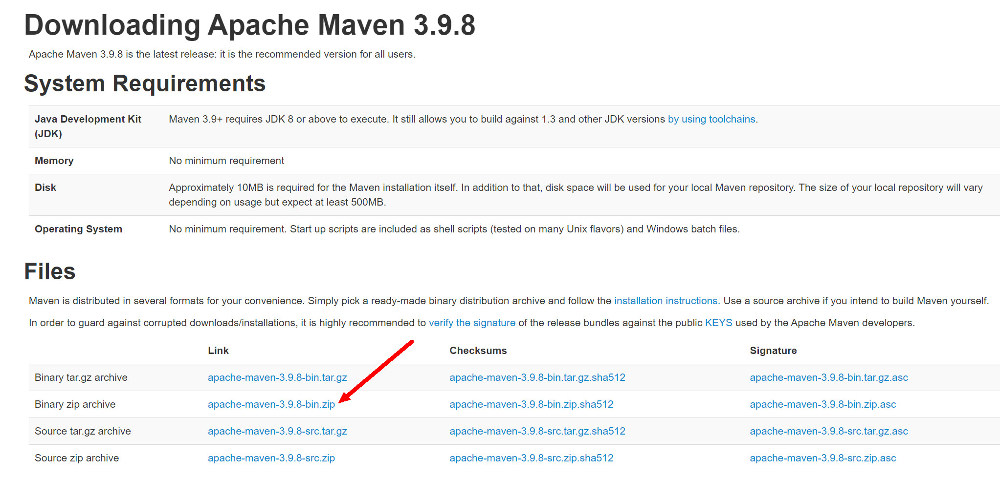 Downloading Apache Maven 3.9.8
Apache Maven 3.9.8 is the latest release: it is the recommended version for all users.
System Requirements
Java Development Kit (JDK)
Maven 3.9+ requires JDK 8 or above to execute. It still allows you to build against 1.3 and other JDK versions by using toolchains.
Memory
No minimum requirement
Disk
Approximately 10MB is required for the Maven installation itself. In addition to that, disk space will be used for your local Maven repository. The size of your local repository will vary
depending on usage but expect at least 500MB.
Operating System
No minimum requirement. Start up scripts are included as shell scripts (tested on many Unix flavors) and Windows batch files.
Files
Maven is distributed in several formats for your convenience. Simply pick a ready-made binary distribution archive and follow the installation instructions. Use a source archive if you intend to build Maven yourself.
In order to guard against corrupted downloads/installations, it is highly recommended to verify the signature of the release bundles against the public KEYS used by the Apache Maven developers.
Link Checksums Signature
Binary tar.gz archive apache-maven-3.9.8-bin.tar.gz apache-maven-3.9.8-bin.tar.gz.sha512 apache-maven-3.9.8-bin.tar.gz.asc
Binary zip archive apache-maven-3.9.8-bin.zip apache-maven-3.9.8-bin.zip.sha512 apache-maven-3.9.8-bin.zip.asc
Source tar.gz archive apache-maven-3.9.8-src.tar.gz apache-maven-3.9.8-src.tar.gz.sha512 apache-maven-3.9.8-src.tar.gz.asc
Source zip archive apache-maven-3.9.8-src.zip apache-maven-3.9.8-src.zip.sha512 apache-maven-3.9.8-src.zip.asc